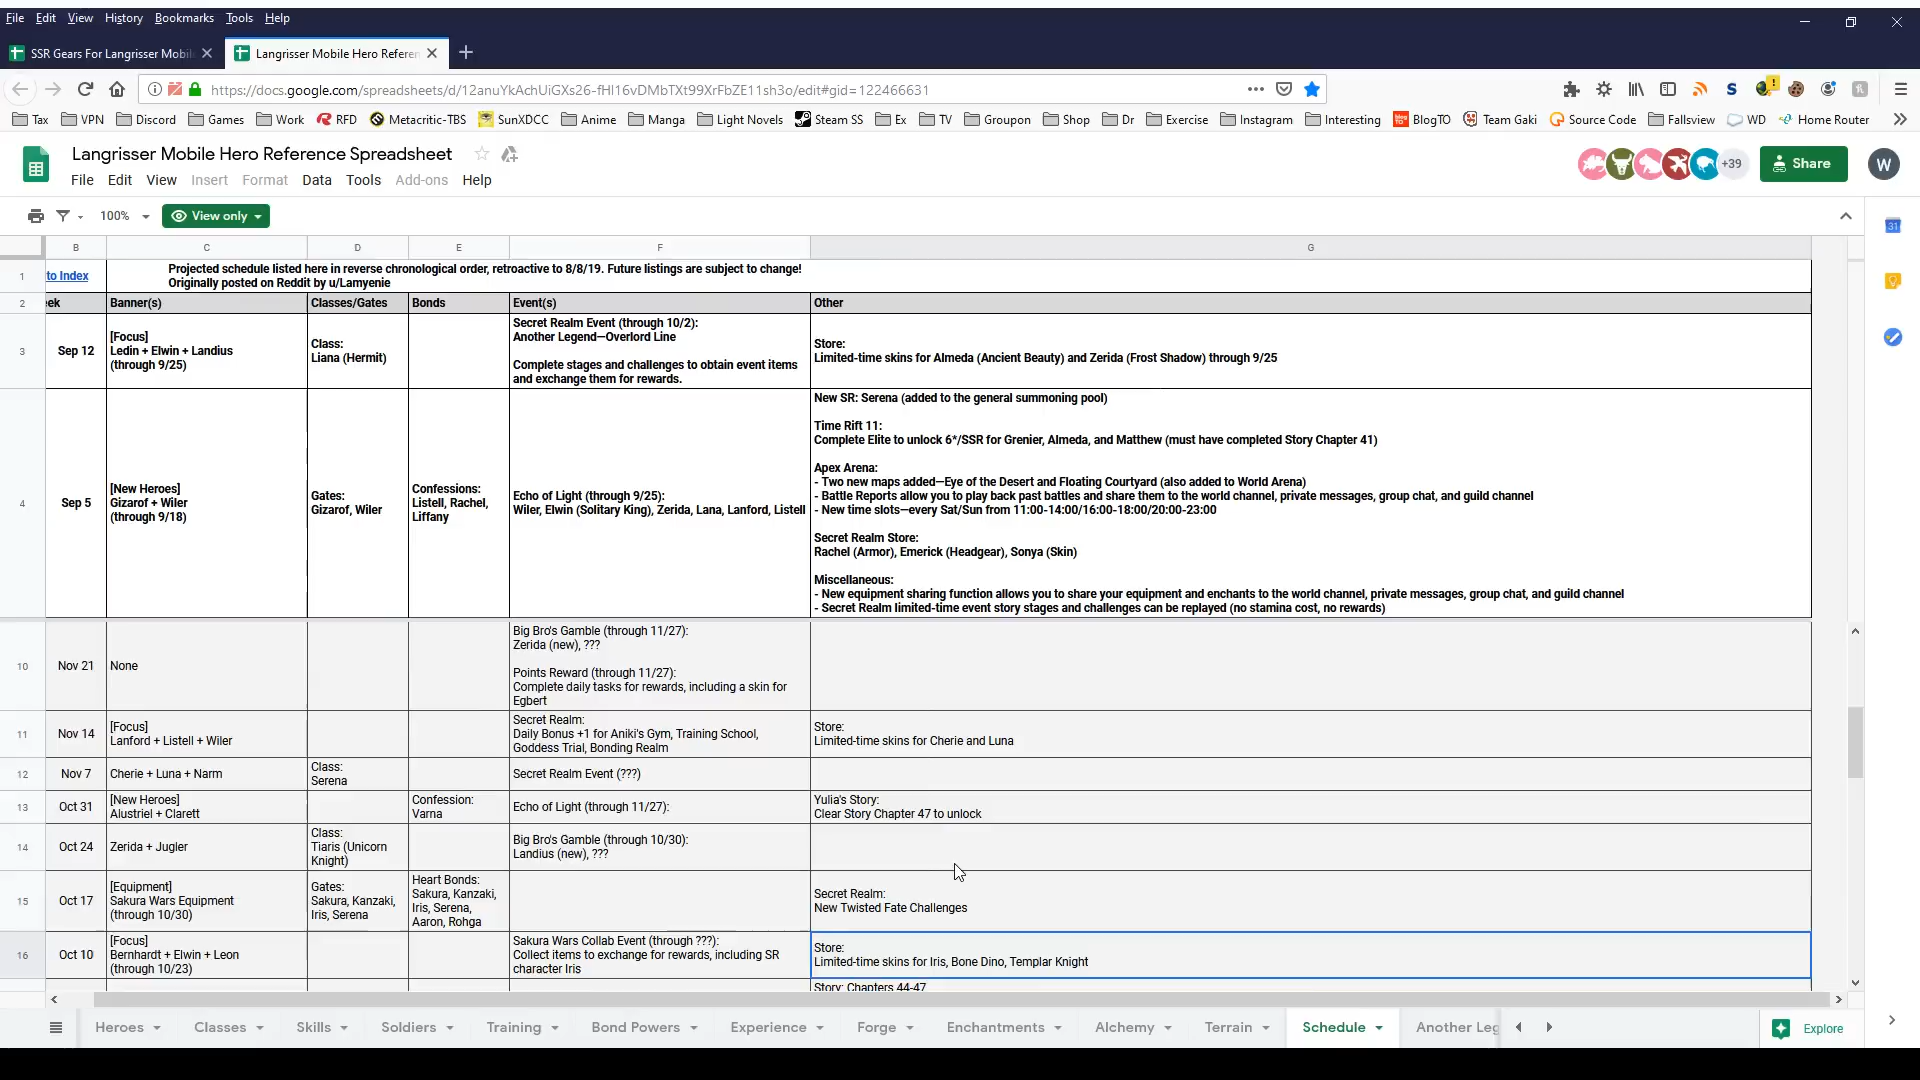 File Edit View History Bookmarks Tools Help
SSR Gears For Langrisser Mobil
Langrisser Mobile Hero Referen
https://docs.google.com/spreadsheets/d/12anuYkAchUiGXs26-fHl16vDMbTXt99XrFbZE11sh3o/edit#gid=122466631
Tax VPN Discord Games Work RFD Metacritic-TBS SunXDCC Anime Manga Light Novels Steam SS Ex TV Groupon Shop Dr Exercise Instagram Interesting BlogTO Team Gaki Source Code Fallsview WD Home Router
Langrisser Mobile Hero Reference Spreadsheet
+39
Share
W
File Edit View Insert Format Data Tools Add-ons Help
100%
View only
B C D E F G
1
to Index
Projected schedule listed here in reverse chronological order, retroactive to 8/8/19. Future listings are subject to change!
Originally posted on Reddit by u/Lamyenie
2 ek Banner(s) Classes/Gates Bonds Event(s) Other
3
Sep 12
[Focus]
Ledin + Elwin + Landius
(through 9/25)
Class:
Liana (Hermit)
Secret Realm Event (through 10/2):
Another Legend—Overlord Line
Complete stages and challenges to obtain event items
and exchange them for rewards.
Store:
Limited-time skins for Almeda (Ancient Beauty) and Zerida (Frost Shadow) through 9/25
4
Sep 5
[New Heroes]
Gizarof + Wiler
(through 9/18)
Gates:
Gizarof, Wiler
Confessions:
Listell, Rachel,
Liffany
Echo of Light (through 9/25):
Wiler, Elwin (Solitary King), Zerida, Lana, Lanford, Listell
New SR: Serena (added to the general summoning pool)
Time Rift 11:
Complete Elite to unlock 6*/SSR for Grenier, Almeda, and Matthew (must have completed Story Chapter 41)
Apex Arena:
- Two new maps added—Eye of the Desert and Floating Courtyard (also added to World Arena)
- Battle Reports allow you to play back past battles and share them to the world channel, private messages, group chat, and guild channel
- New time slots—every Sat/Sun from 11:00-14:00/16:00-18:00/20:00-23:00
Secret Realm Store:
Rachel (Armor), Emerick (Headgear), Sonya (Skin)
Miscellaneous:
- New equipment sharing function allows you to share your equipment and enchants to the world channel, private messages, group chat, and guild channel
- Secret Realm limited-time event story stages and challenges can be replayed (no stamina cost, no rewards)
10
Nov 21
None
Big Bro's Gamble (through 11/27):
Zerida (new), ???
Points Reward (through 11/27):
Complete daily tasks for rewards, including a skin for
Egbert
11
Nov 14
[Focus]
Lanford + Listell + Wiler
Secret Realm:
Daily Bonus +1 for Aniki's Gym, Training School,
Goddess Trial, Bonding Realm
Store:
Limited-time skins for Cherie and Luna
12
Nov 7
Cherie + Luna + Narm
Class:
Serena
Secret Realm Event (???)
13
Oct 31
[New Heroes]
Alustriel + Clarett
Confession:
Varna
Echo of Light (through 11/27):
Yulia's Story:
Clear Story Chapter 47 to unlock
14
Oct 24
Zerida + Jugler
Class:
Tiaris (Unicorn
Knight)
Big Bro's Gamble (through 10/30):
Landius (new), ???
15
Oct 17
[Equipment]
Sakura Wars Equipment
(through 10/30)
Gates:
Sakura, Kanzaki,
Iris, Serena
Heart Bonds:
Sakura, Kanzaki,
Iris, Serena,
Aaron, Rohga
Secret Realm:
New Twisted Fate Challenges
16
Oct 10
[Focus]
Bernhardt + Elwin + Leon
(through 10/23)
Sakura Wars Collab Event (through ???):
Collect items to exchange for rewards, including SR
character Iris
Store:
Limited-time skins for Iris, Bone Dino, Templar Knight
Story: Chapters 44-47
Heroes Classes Skills Soldiers Training Bond Powers Experience Forge Enchantments Alchemy Terrain Schedule Another Leg
Explore